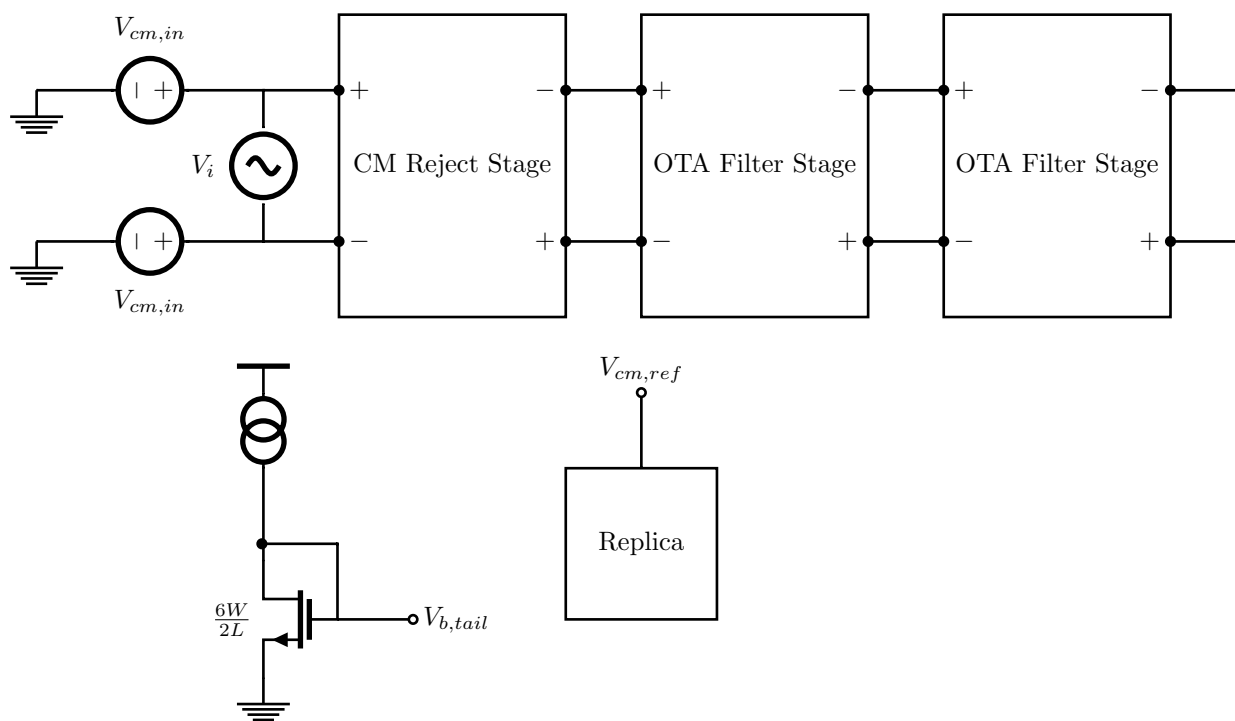 V_{cm,in}
+ − + −
− + V_i CM Reject Stage OTA Filter Stage OTA Filter Stage
− + − + − + − +
V_{cm,in}
V_{cm,ref}
Replica
\frac{6W}{2L} V_{b,tail}